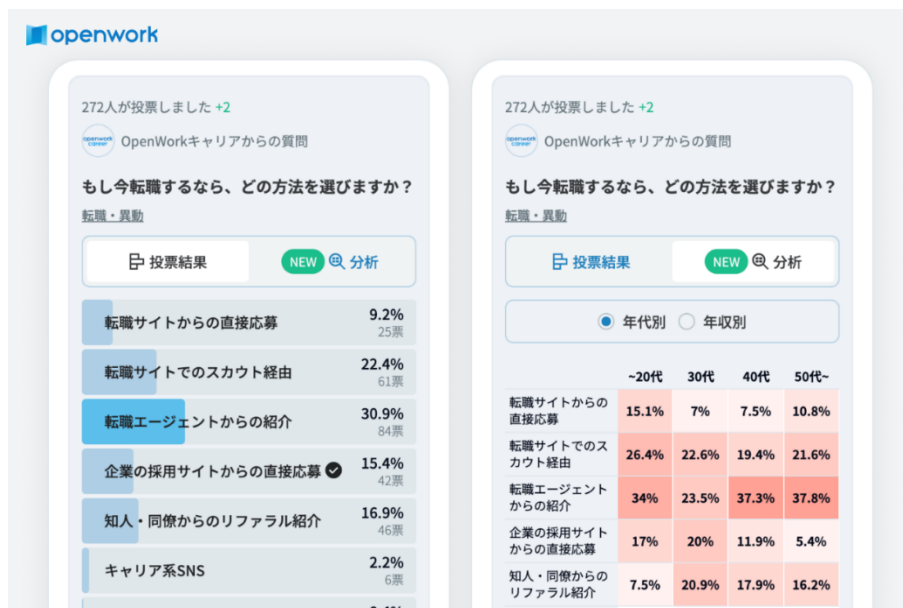 openwork
272人が投票しました +2
openwork career OpenWorkキャリアからの質問
もし今転職するなら、どの方法を選びますか？
転職・異動
投票結果 NEW 分析
転職サイトからの直接応募 9.2%
25票
転職サイトでのスカウト経由 22.4%
61票
転職エージェントからの紹介 30.9%
84票
企業の採用サイトからの直接応募 15.4%
42票
知人・同僚からのリファラル紹介 16.9%
46票
キャリア系SNS 2.2%
6票
272人が投票しました +2
openwork career OpenWorkキャリアからの質問
もし今転職するなら、どの方法を選びますか？
転職・異動
投票結果 NEW 分析
年代別 年収別
~20代 30代 40代 50代~
転職サイトからの
直接応募 15.1% 7% 7.5% 10.8%
転職サイトでのス
カウト経由 26.4% 22.6% 19.4% 21.6%
転職エージェント
からの紹介 34% 23.5% 37.3% 37.8%
企業の採用サイト
からの直接応募 17% 20% 11.9% 5.4%
知人・同僚からの
リファラル紹介 7.5% 20.9% 17.9% 16.2%